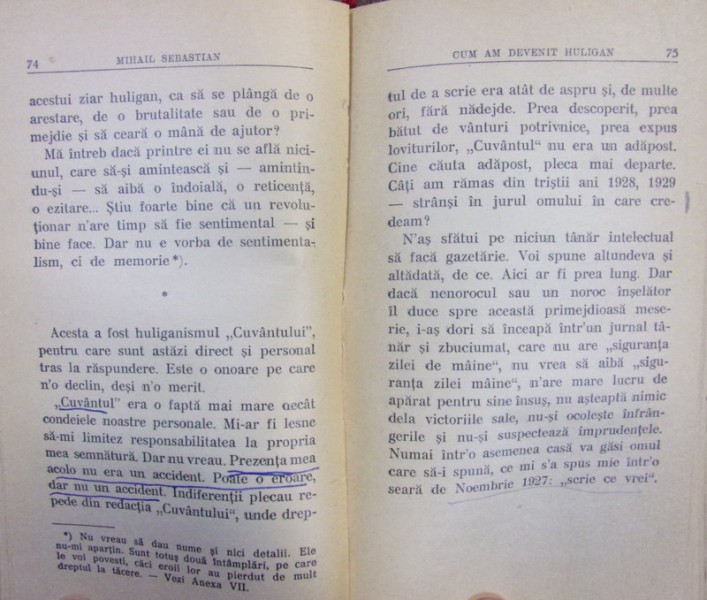 74
MIHAIL SEBASTIAN
acestui ziar huligan, ca să se plângă de o
arestare, de o brutalitate sau de o pri-
mejdie și să ceară o mână de ajutor?
Mă întreb dacă printre ei nu se află nici-
unul, care să-și amintească-și — amintin-
du-și — să aibă o îndoială, o reticență,
o ezitare... Știu foarte bine că un revolu-
ționar n'are timp să fie sentimental — și
bine face. Dar nu e vorba de sentimenta-
lism, ci de memorie*).
*
Acesta a fost huliganismul „Cuvântului",
pentru care sunt astăzi direct și personal
tras la răspundere. Este o onoare pe care
n'o declin, deși n'o merit.
„Cuvântul" era o faptă mai mare decât
condeiele noastre personale. Mi-ar fi lesne
să-mi limitez responsabilitatea la propria
mea semnătură. Dar nu vreau. Prezența mea
acolo nu era un accident. Poate o eroare,
dar nu un accident. Indiferenții plecau re-
pede din redacția „Cuvântului", unde drep-
*) Nu vreau să dau nume și nici detalii. Ele
nu-mi aparțin. Sunt totuș două întâmplări, pe care
le voi povesti, căci eroii lor au pierdut de mult
dreptul la tăcere. — Vezi Anexa VII.
CUM AM DEVENIT HULIGAN
75
tul de a scrie era atât de aspru și, de multe
ori, fără nădejde. Prea descoperit, prea
bătut de vânturi potrivnice, prea expus
loviturilor, „Cuvântul" nu era un adăpost.
Cine căuta adăpost, pleca mai departe.
Câți am rămas din triștii ani 1928, 1929
— strânși în jurul omului în care cre-
deam?
N'aș sfătui pe niciun tânăr intelectual
să facă gazetărie. Voi spune altundeva și
altădată, de ce. Aici ar fi prea lung. Dar
dacă nenorocul sau un noroc înșelător
îl duce spre această primejdioasă mese-
rie, i-aș dori să înceapă într'un jurnal tâ-
năr și zbuciumat, care nu are „siguranța
zilei de mâine", nu vrea să aibă „sigu-
ranța zilei mâine", n'are mare lucru de
apărat pentru sine însuș, nu așteaptă nimic
dela victoriile sale, nu-și ocolește înfrân-
gerile și nu-și suspectează imprudențele.
Numai într'o asemenea casă va găsi omul
care să-i spună, ce mi s'a spus mie într'o
seară de Noembrie 1927: „scrie ce vrei".